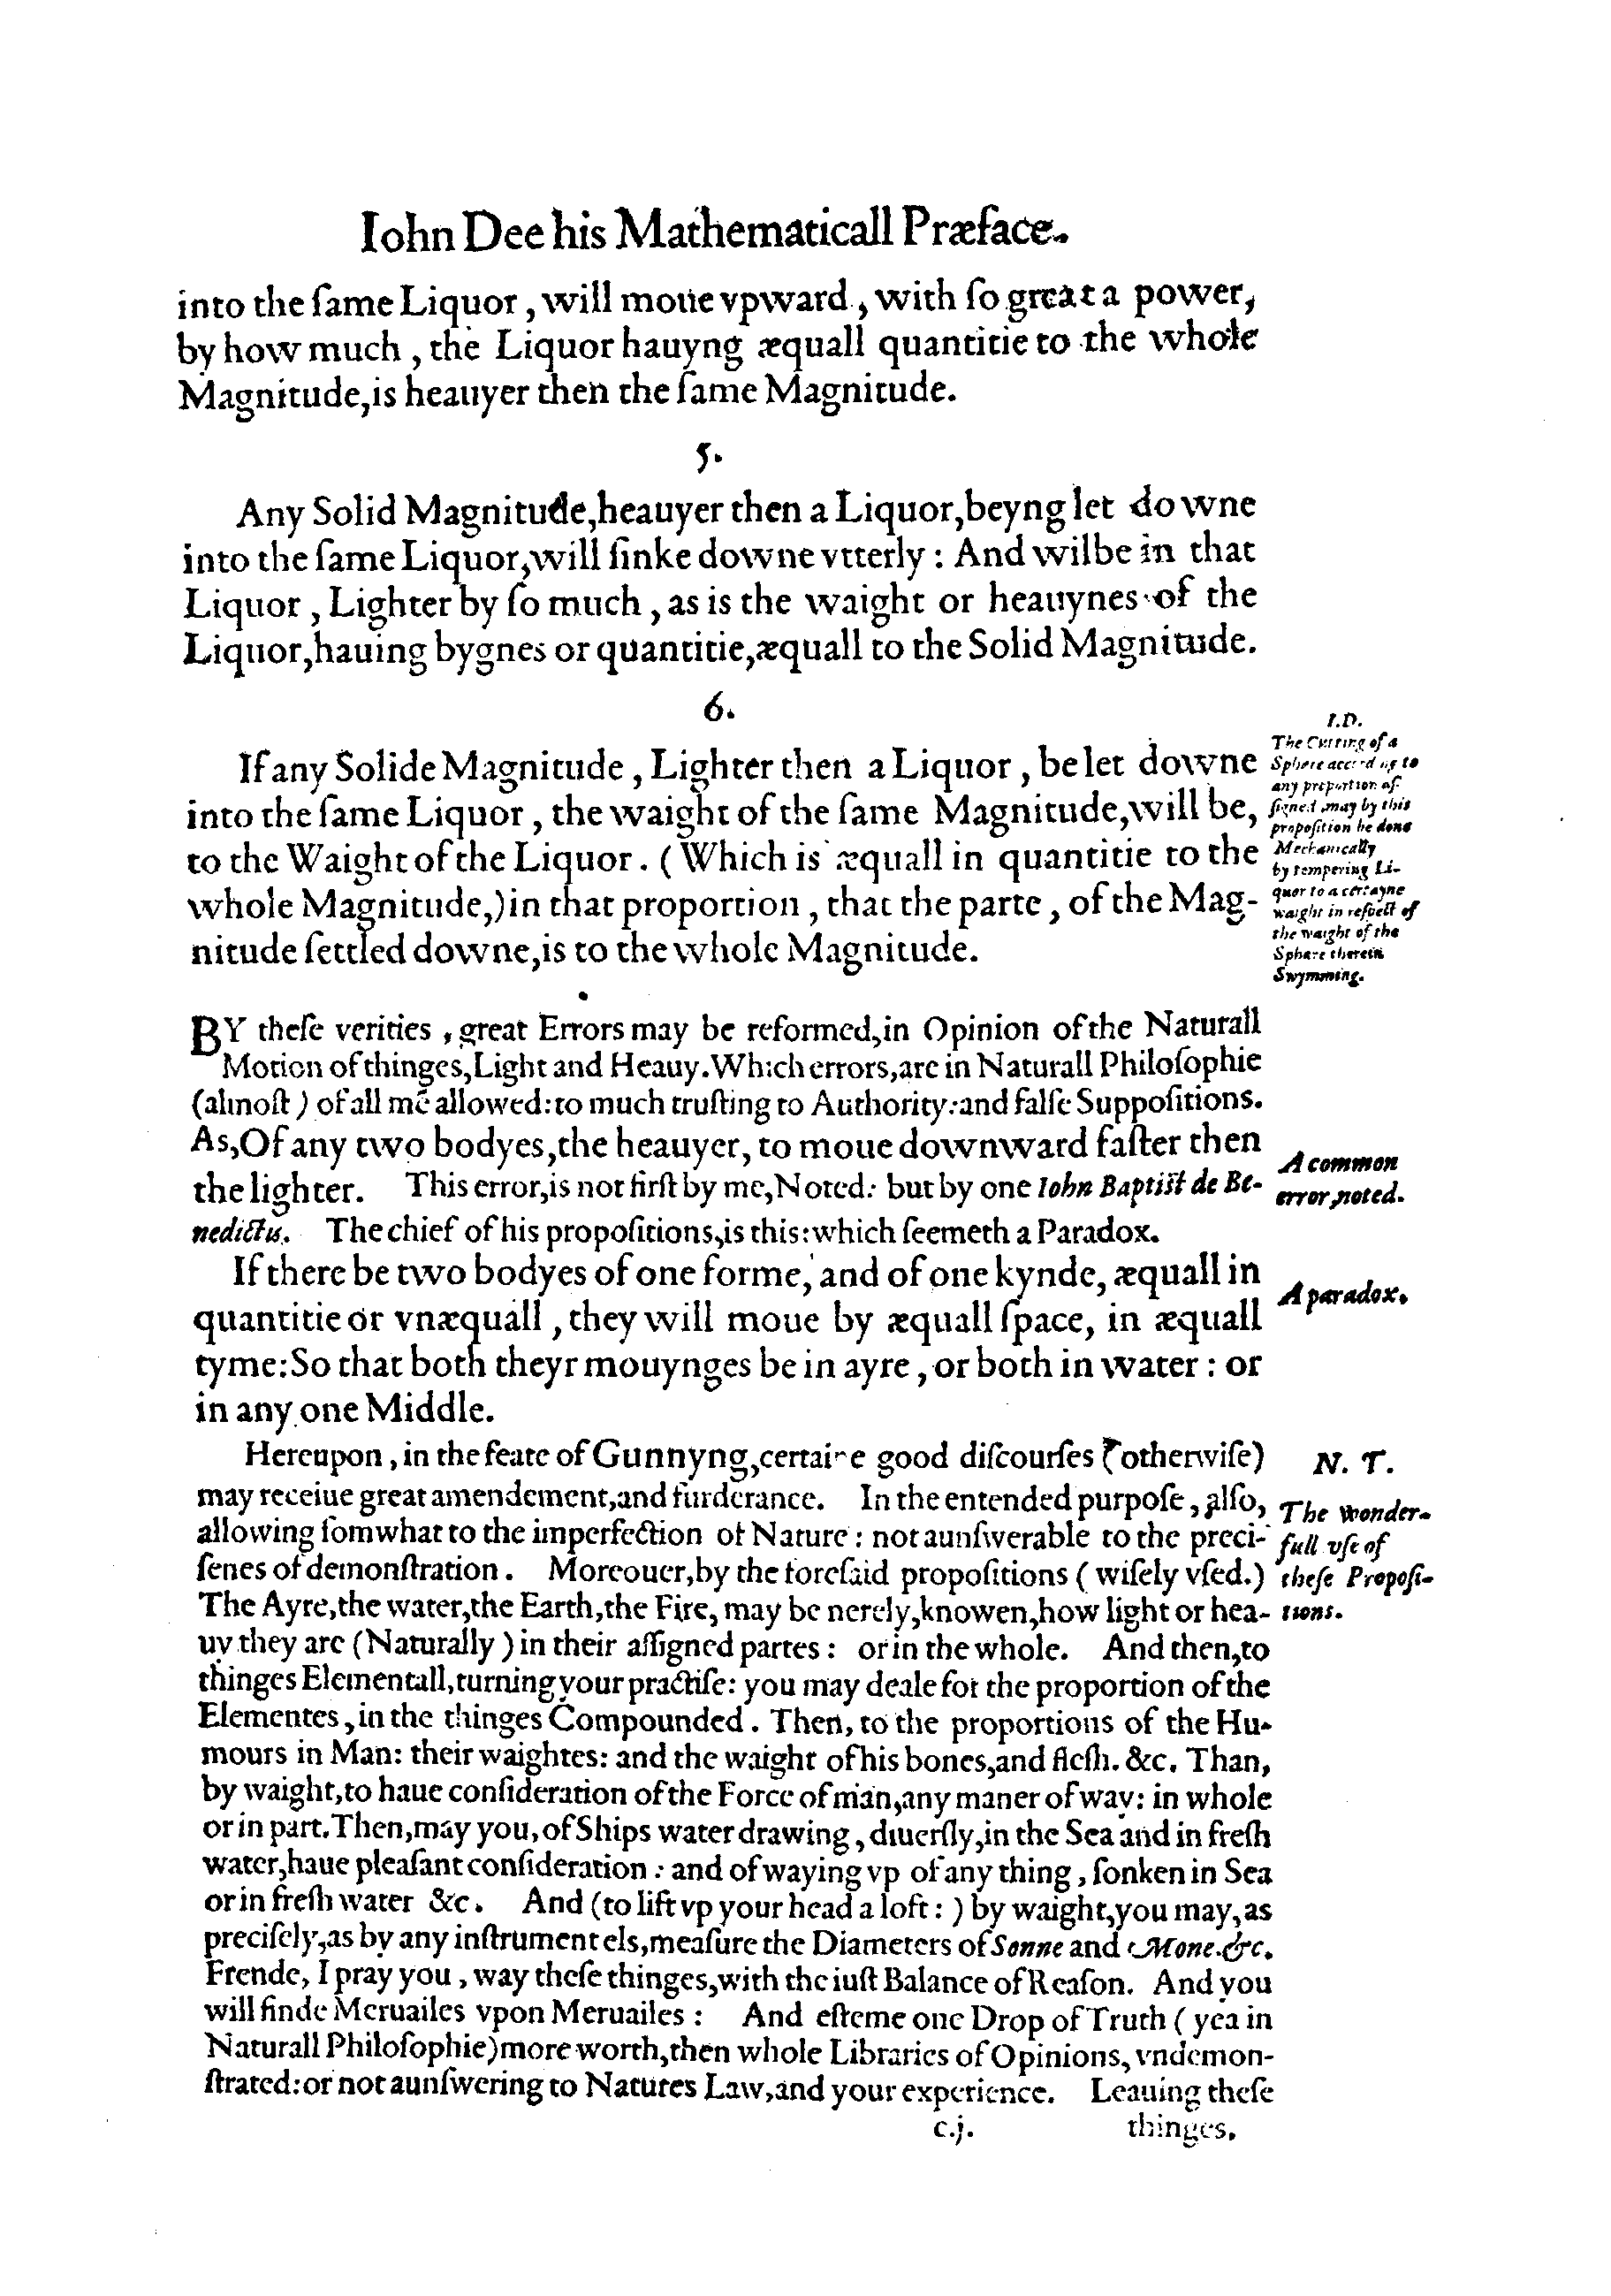 Iohn Dee his Mathematicall Præface.
into the ſame Liquor, will moue vpward, with ſo great a power,
by how much, the Liquor hauyng æquall quantitie to the whole
Magnitude, is heauyer then the ſame Magnitude.
5.
Any Solid Magnitude, heauyer then a Liquor, beyng let downe
into the ſame Liquor, will ſinke downe vtterly: And wilbe in that
Liquor, Lighter by ſo much, as is the waight or heauynes of the
Liquor, hauing bygnes or quantitie, æquall to the Solid Magnitude.
6.
If any Solide Magnitude, Lighter then a Liquor, be let downe
into the ſame Liquor, the waight of the ſame Magnitude, will be,
to the Waight of the Liquor. (Which is æquall in quantitie to the
whole Magnitude,) in that proportion, that the parte, of the Mag-
nitude ſettled downe, is to the whole Magnitude.
I.D.
The Cutting of a
Sphere accordyng to
any proportion aſ-
ſigned may by this
propoſition be done
Mechanically
by tempering Li-
quor to a certayne
waight in reſpect of
the waight of the
Sphære therein
Swymming.
BY theſe verities, great Errors may be reformed, in Opinion of the Naturall
Motion of thinges, Light and Heauy. Which errors, are in Naturall Philoſophie
(almoſt) of all mẽ allowed: to much truſting to Authority: and falſe Suppoſitions.
As, Of any two bodyes, the heauyer, to moue downward faſter then
the lighter. This error, is not firſt by me, Noted: but by one Iohn Baptiſt de Be-
nedictis. The chief of his propoſitions, is this: which ſeemeth a Paradox.
A common
error, noted.
If there be two bodyes of one forme, and of one kynde, æquall in
quantitie or vnæquall, they will moue by æquall ſpace, in æquall
tyme: So that both theyr mouynges be in ayre, or both in water: or
in any one Middle.
A paradox.
Hereupon, in the feate of Gunnyng, certaine good diſcourſes (otherwiſe)
may receiue great amendement, and furderance. In the entended purpoſe, alſo,
allowing ſomwhat to the imperfection of Nature: not aunſwerable to the preci-
ſenes of demonſtration. Moreouer, by the foreſaid propoſitions (wiſely vſed.)
The Ayre, the water, the Earth, the Fire, may be nerely, knowen, how light or hea-
uy they are (Naturally) in their aſſigned partes: or in the whole. And then, to
thinges Elementall, turning your practiſe: you may deale for the proportion of the
Elementes, in the thinges Compounded. Then, to the proportions of the Hu-
mours in Man: their waightes: and the waight of his bones, and fleſh. &c. Than,
by waight, to haue conſideration of the Force of man, any maner of way: in whole
or in part. Then, may you, of Ships water drawing, diuerſly, in the Sea and in freſh
water, haue pleaſant conſideration: and of waying vp of any thing, ſonken in Sea
or in freſh water &c. And (to lift vp your head a loft:) by waight, you may, as
preciſely, as by any inſtrument els, meaſure the Diameters of Sonne and Mone. &c.
Frende, I pray you, way theſe thinges, with the iuſt Balance of Reaſon. And you
will finde Meruailes vpon Meruailes: And eſteme one Drop of Truth (yea in
Naturall Philoſophie) more worth, then whole Libraries of Opinions, vndemon-
ſtrated: or not aunſwering to Natures Law, and your experience. Leauing theſe
N. T.
The wonder-
full vſe of
theſe Propoſi-
tions.
c.j.
thinges.